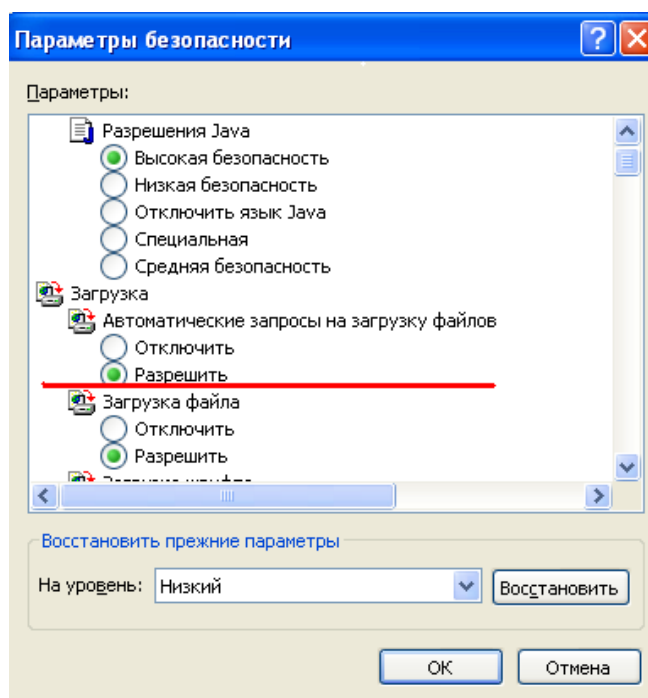 Параметры безопасности
Параметры:
Разрешения Java
Высокая безопасность
Низкая безопасность
Отключить язык Java
Специальная
Средняя безопасность
Загрузка
Автоматические запросы на загрузку файлов
Отключить
Разрешить
Загрузка файла
Отключить
Разрешить
Восстановить прежние параметры
На уровень: Низкий Восстановить
ОК Отмена